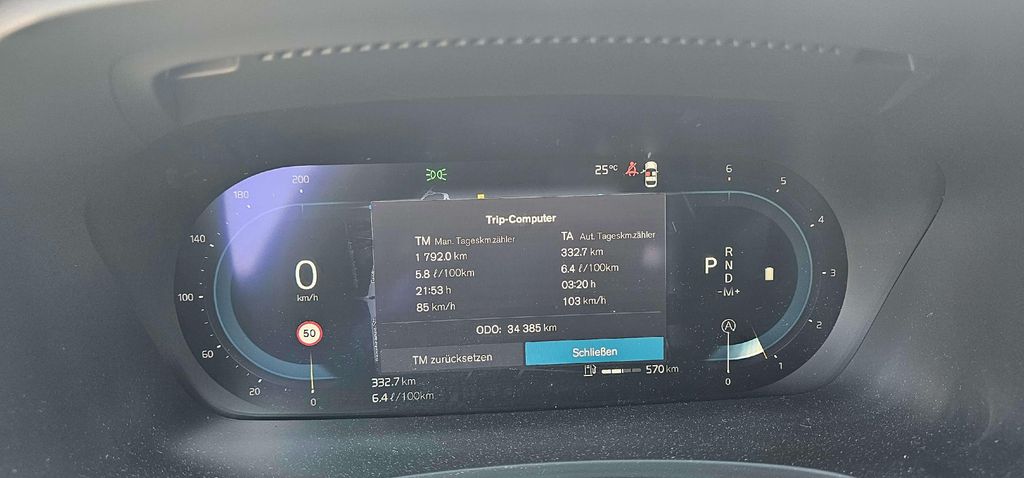 25°C
180
200
140
100
60
20
0
0
km/h
50
Trip-Computer
TM Man. Tageskm.zähler
1 792.0 km
5.8 ℓ/100km
21:53 h
85 km/h
TA Aut. Tageskm.zähler
332.7 km
6.4 ℓ/100km
03:20 h
103 km/h
ODO: 34 385 km
TM zurücksetzen
Schließen
332.7 km
6.4 ℓ/100km
570 km
P
R
N
D
-M+
A
6
5
4
3
2
1
0